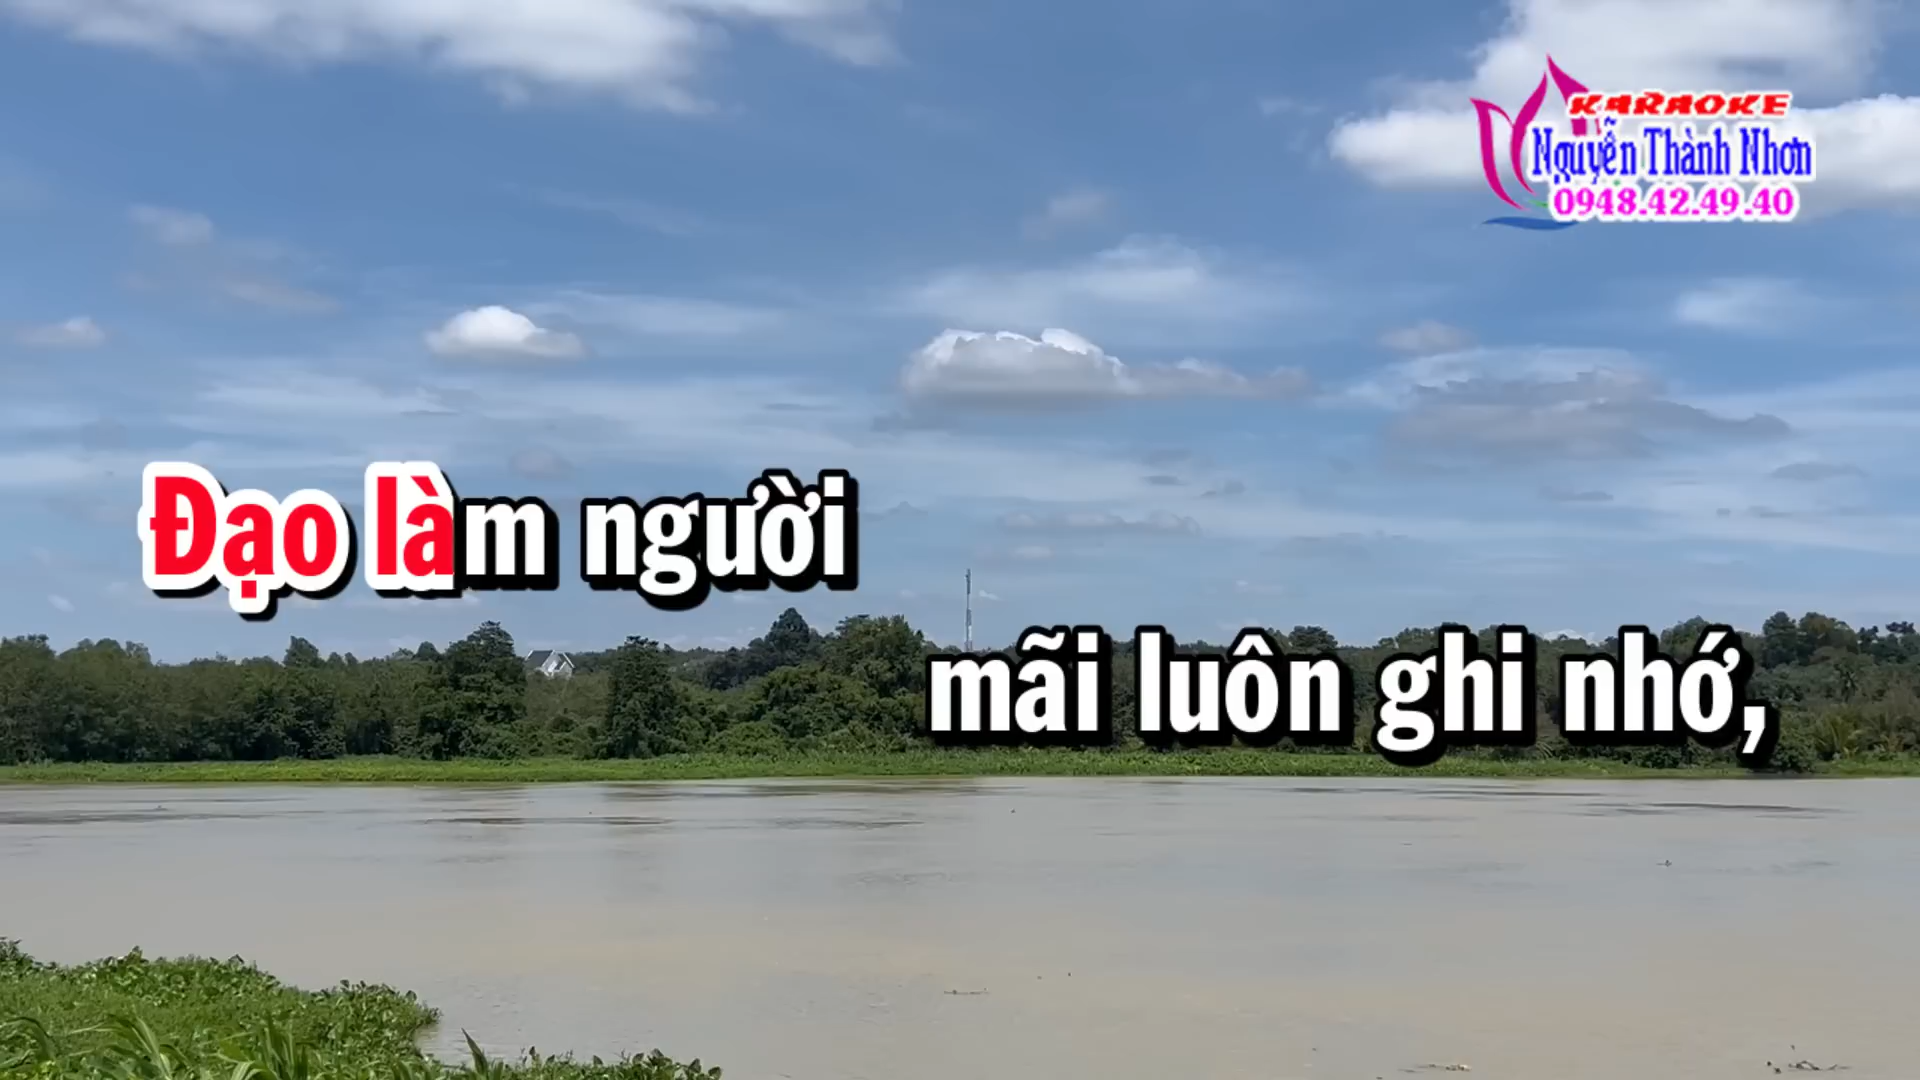 KARAOKE
Nguyễn Thành Nhơn
0948.42.49.40
Đạo làm người
mãi luôn ghi nhớ,